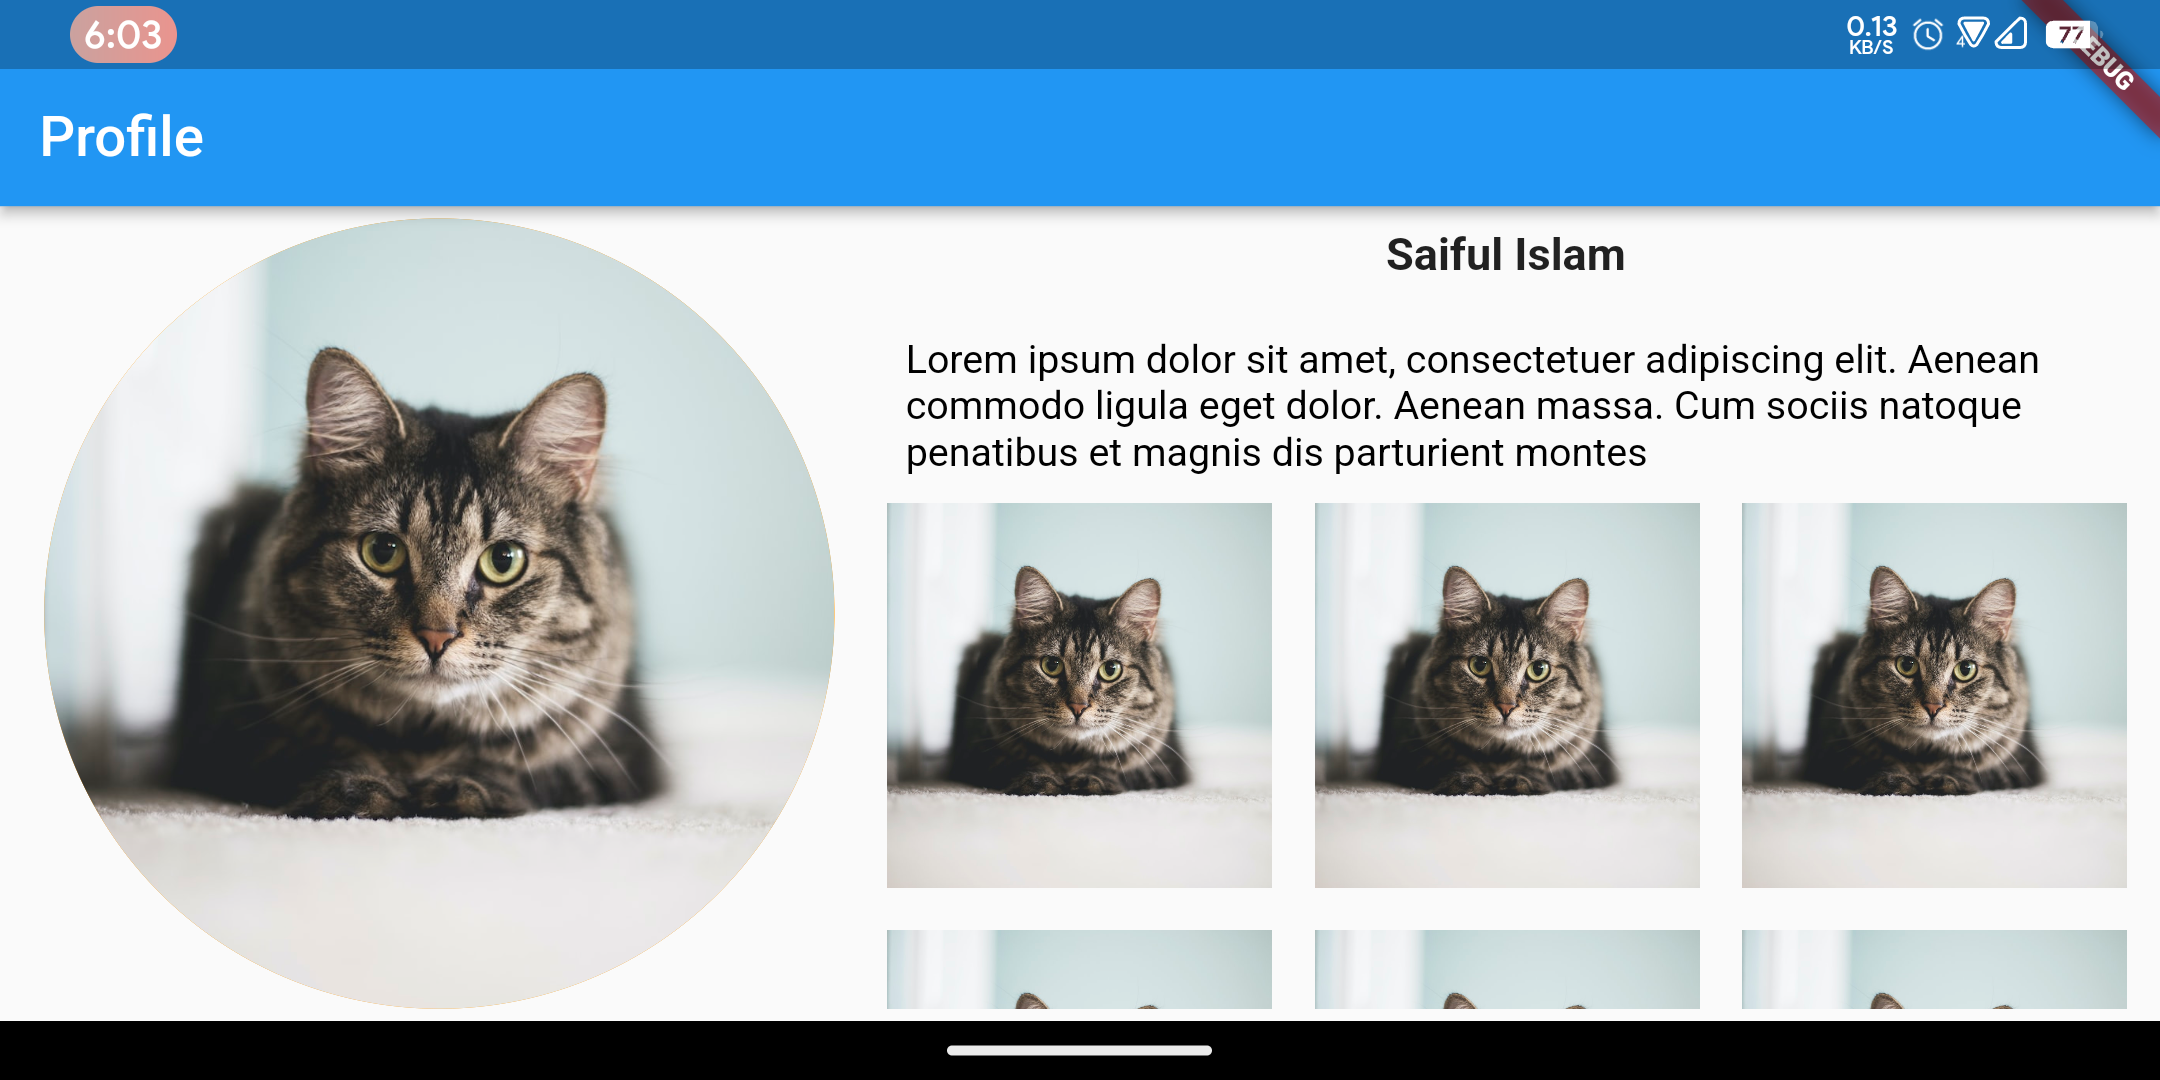 6:03
0.13
KB/S
4
77
EBUG
Profile
Saiful Islam
Lorem ipsum dolor sit amet, consectetuer adipiscing elit. Aenean
commodo ligula eget dolor. Aenean massa. Cum sociis natoque
penatibus et magnis dis parturient montes